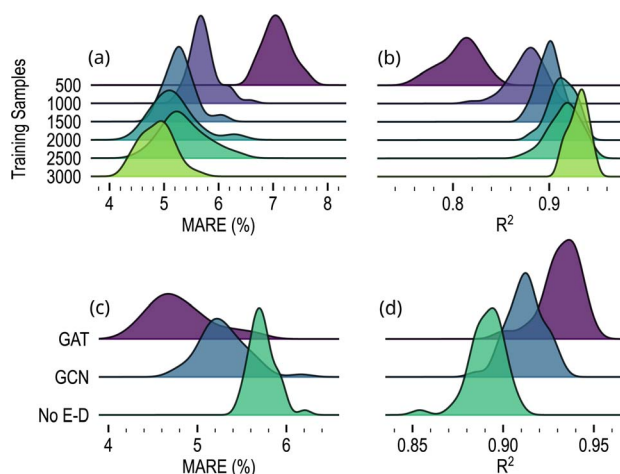 (a)
(b)
Training Samples
500
1000
1500
2000
2500
3000
4 5 6 7 8
MARE (%)
0.8 0.9
R²
(c)
(d)
GAT
GCN
No E-D
4 5 6
MARE (%)
0.85 0.90 0.95
R²